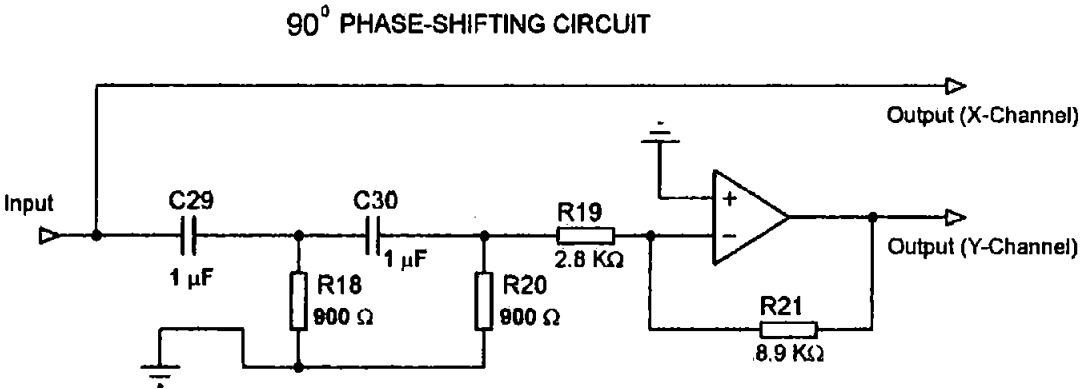 90° PHASE-SHIFTING CIRCUIT
Output (X-Channel)
Input
C29
C30
R19
+
−
1 µF
1 µF
2.8 KΩ
Output (Y-Channel)
R18
900 Ω
R20
900 Ω
R21
8.9 KΩ